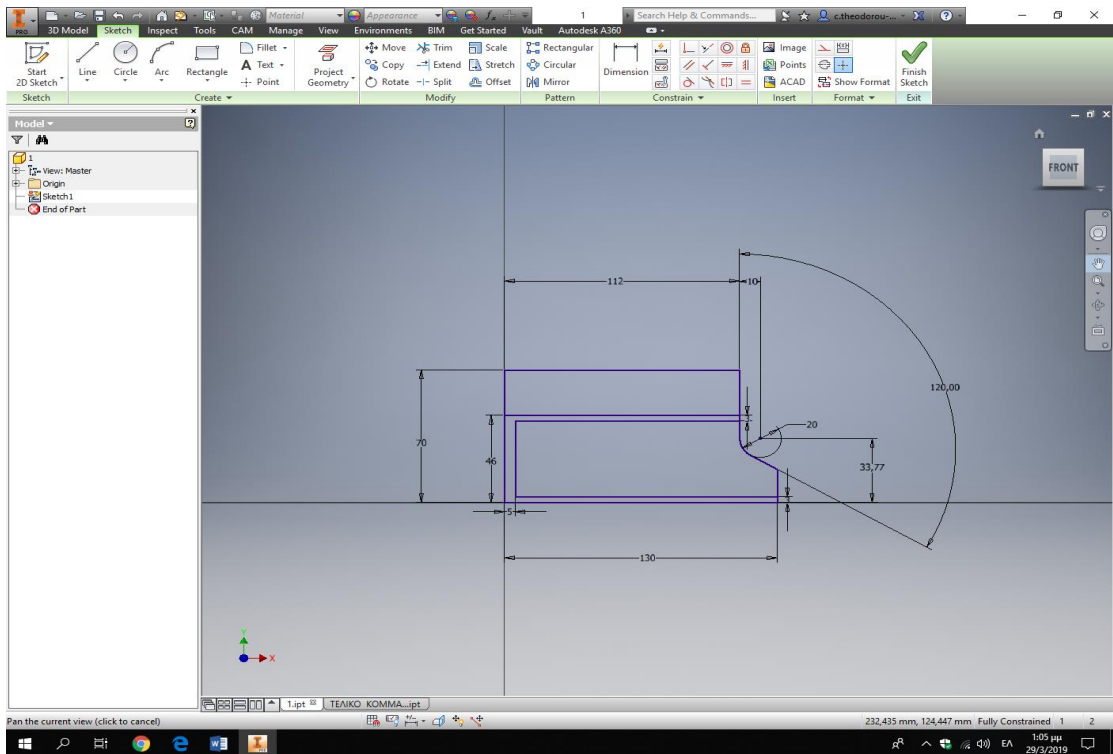 PRO
Material
Appearance
1
Search Help & Commands...
c.theodorou-...
3D Model Sketch Inspect Tools CAM Manage View Environments BIM Get Started Vault Autodesk A360
Start 2D Sketch
Line
Circle
Arc
Rectangle
Fillet
Text
Point
Project Geometry
Move
Copy
Rotate
Trim
Extend
Split
Scale
Stretch
Offset
Rectangular
Circular
Mirror
Dimension
Image
Points
ACAD
Show Format
Finish Sketch
Sketch Create Modify Pattern Constrain Insert Format Exit
Model
1
View: Master
Origin
Sketch1
End of Part
FRONT
112
10
120,00
20
70
46
33,77
5
130
Y
X
1.ipt
ΤΕΛΙΚΟ ΚΟΜΜΑ...ipt
Pan the current view (click to cancel)
232,435 mm, 124,447 mm Fully Constrained 1 2
ΕΛ
1:05 μμ
29/3/2019